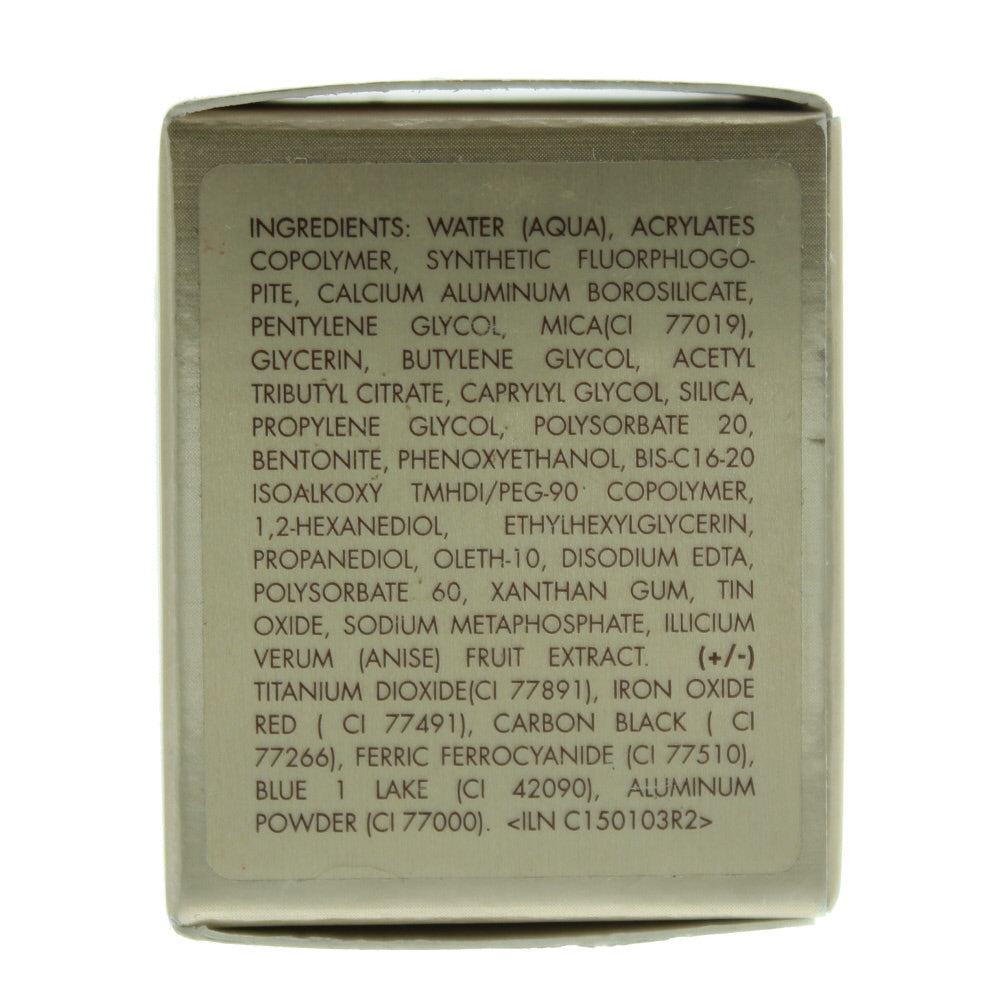 INGREDIENTS: WATER (AQUA), ACRYLATES
COPOLYMER, SYNTHETIC FLUORPHLOGO-
PITE, CALCIUM ALUMINUM BOROSILICATE,
PENTYLENE GLYCOL, MICA(CI 77019),
GLYCERIN, BUTYLENE GLYCOL, ACETYL
TRIBUTYL CITRATE, CAPRYLYL GLYCOL, SILICA,
PROPYLENE GLYCOL, POLYSORBATE 20,
BENTONITE, PHENOXYETHANOL, BIS-C16-20
ISOALKOXY TMHDI/PEG-90 COPOLYMER,
1,2-HEXANEDIOL, ETHYLHEXYLGLYCERIN,
PROPANEDIOL, OLETH-10, DISODIUM EDTA,
POLYSORBATE 60, XANTHAN GUM, TIN
OXIDE, SODIUM METAPHOSPHATE, ILLICIUM
VERUM (ANISE) FRUIT EXTRACT. (+/-)
TITANIUM DIOXIDE(CI 77891), IRON OXIDE
RED ( CI 77491), CARBON BLACK ( CI
77266), FERRIC FERROCYANIDE (CI 77510),
BLUE 1 LAKE (CI 42090), ALUMINUM
POWDER (CI 77000). <ILN C150103R2>